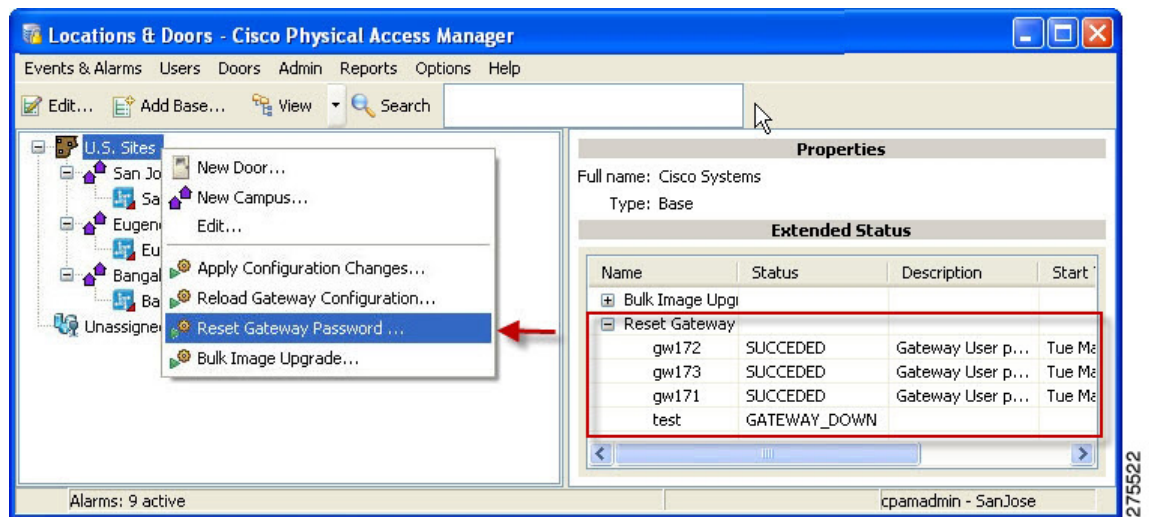 Locations & Doors - Cisco Physical Access Manager
Events & Alarms Users Doors Admin Reports Options Help
Edit... Add Base... View Search
U.S. Sites
San Jo
Sa
Eugen
Eu
Bangal
Ba
Unassigne
New Door...
New Campus...
Edit...
Apply Configuration Changes...
Reload Gateway Configuration...
Reset Gateway Password ...
Bulk Image Upgrade...
Properties
Full name: Cisco Systems
Type: Base
Extended Status
Name Status Description Start
Bulk Image Upgr
Reset Gateway
gw172 SUCCEDED Gateway User p... Tue Ma
gw173 SUCCEDED Gateway User p... Tue Ma
gw171 SUCCEDED Gateway User p... Tue Ma
test GATEWAY_DOWN
Alarms: 9 active
cpamadmin - SanJose
275522